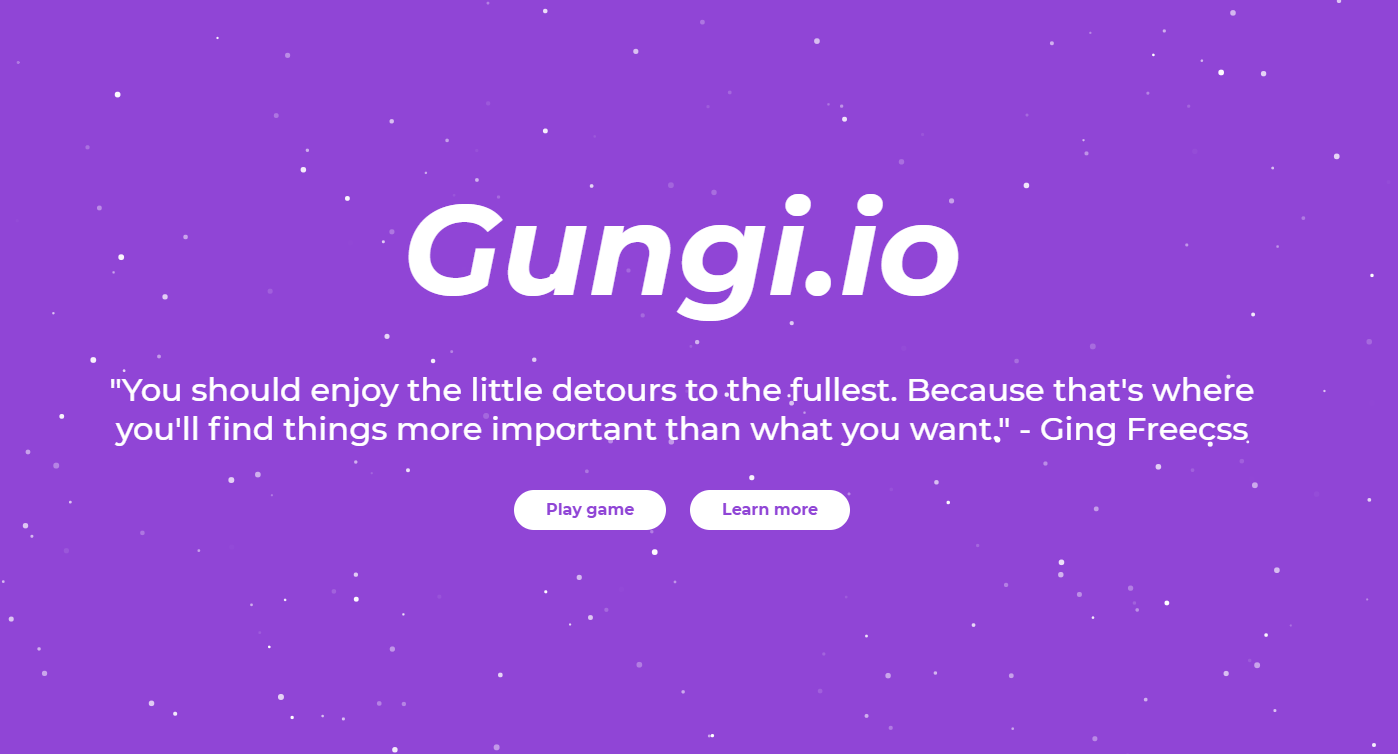 Gungi.io
"You should enjoy the little detours to the fullest. Because that's where
you'll find things more important than what you want." - Ging Freecss
Play game
Learn more